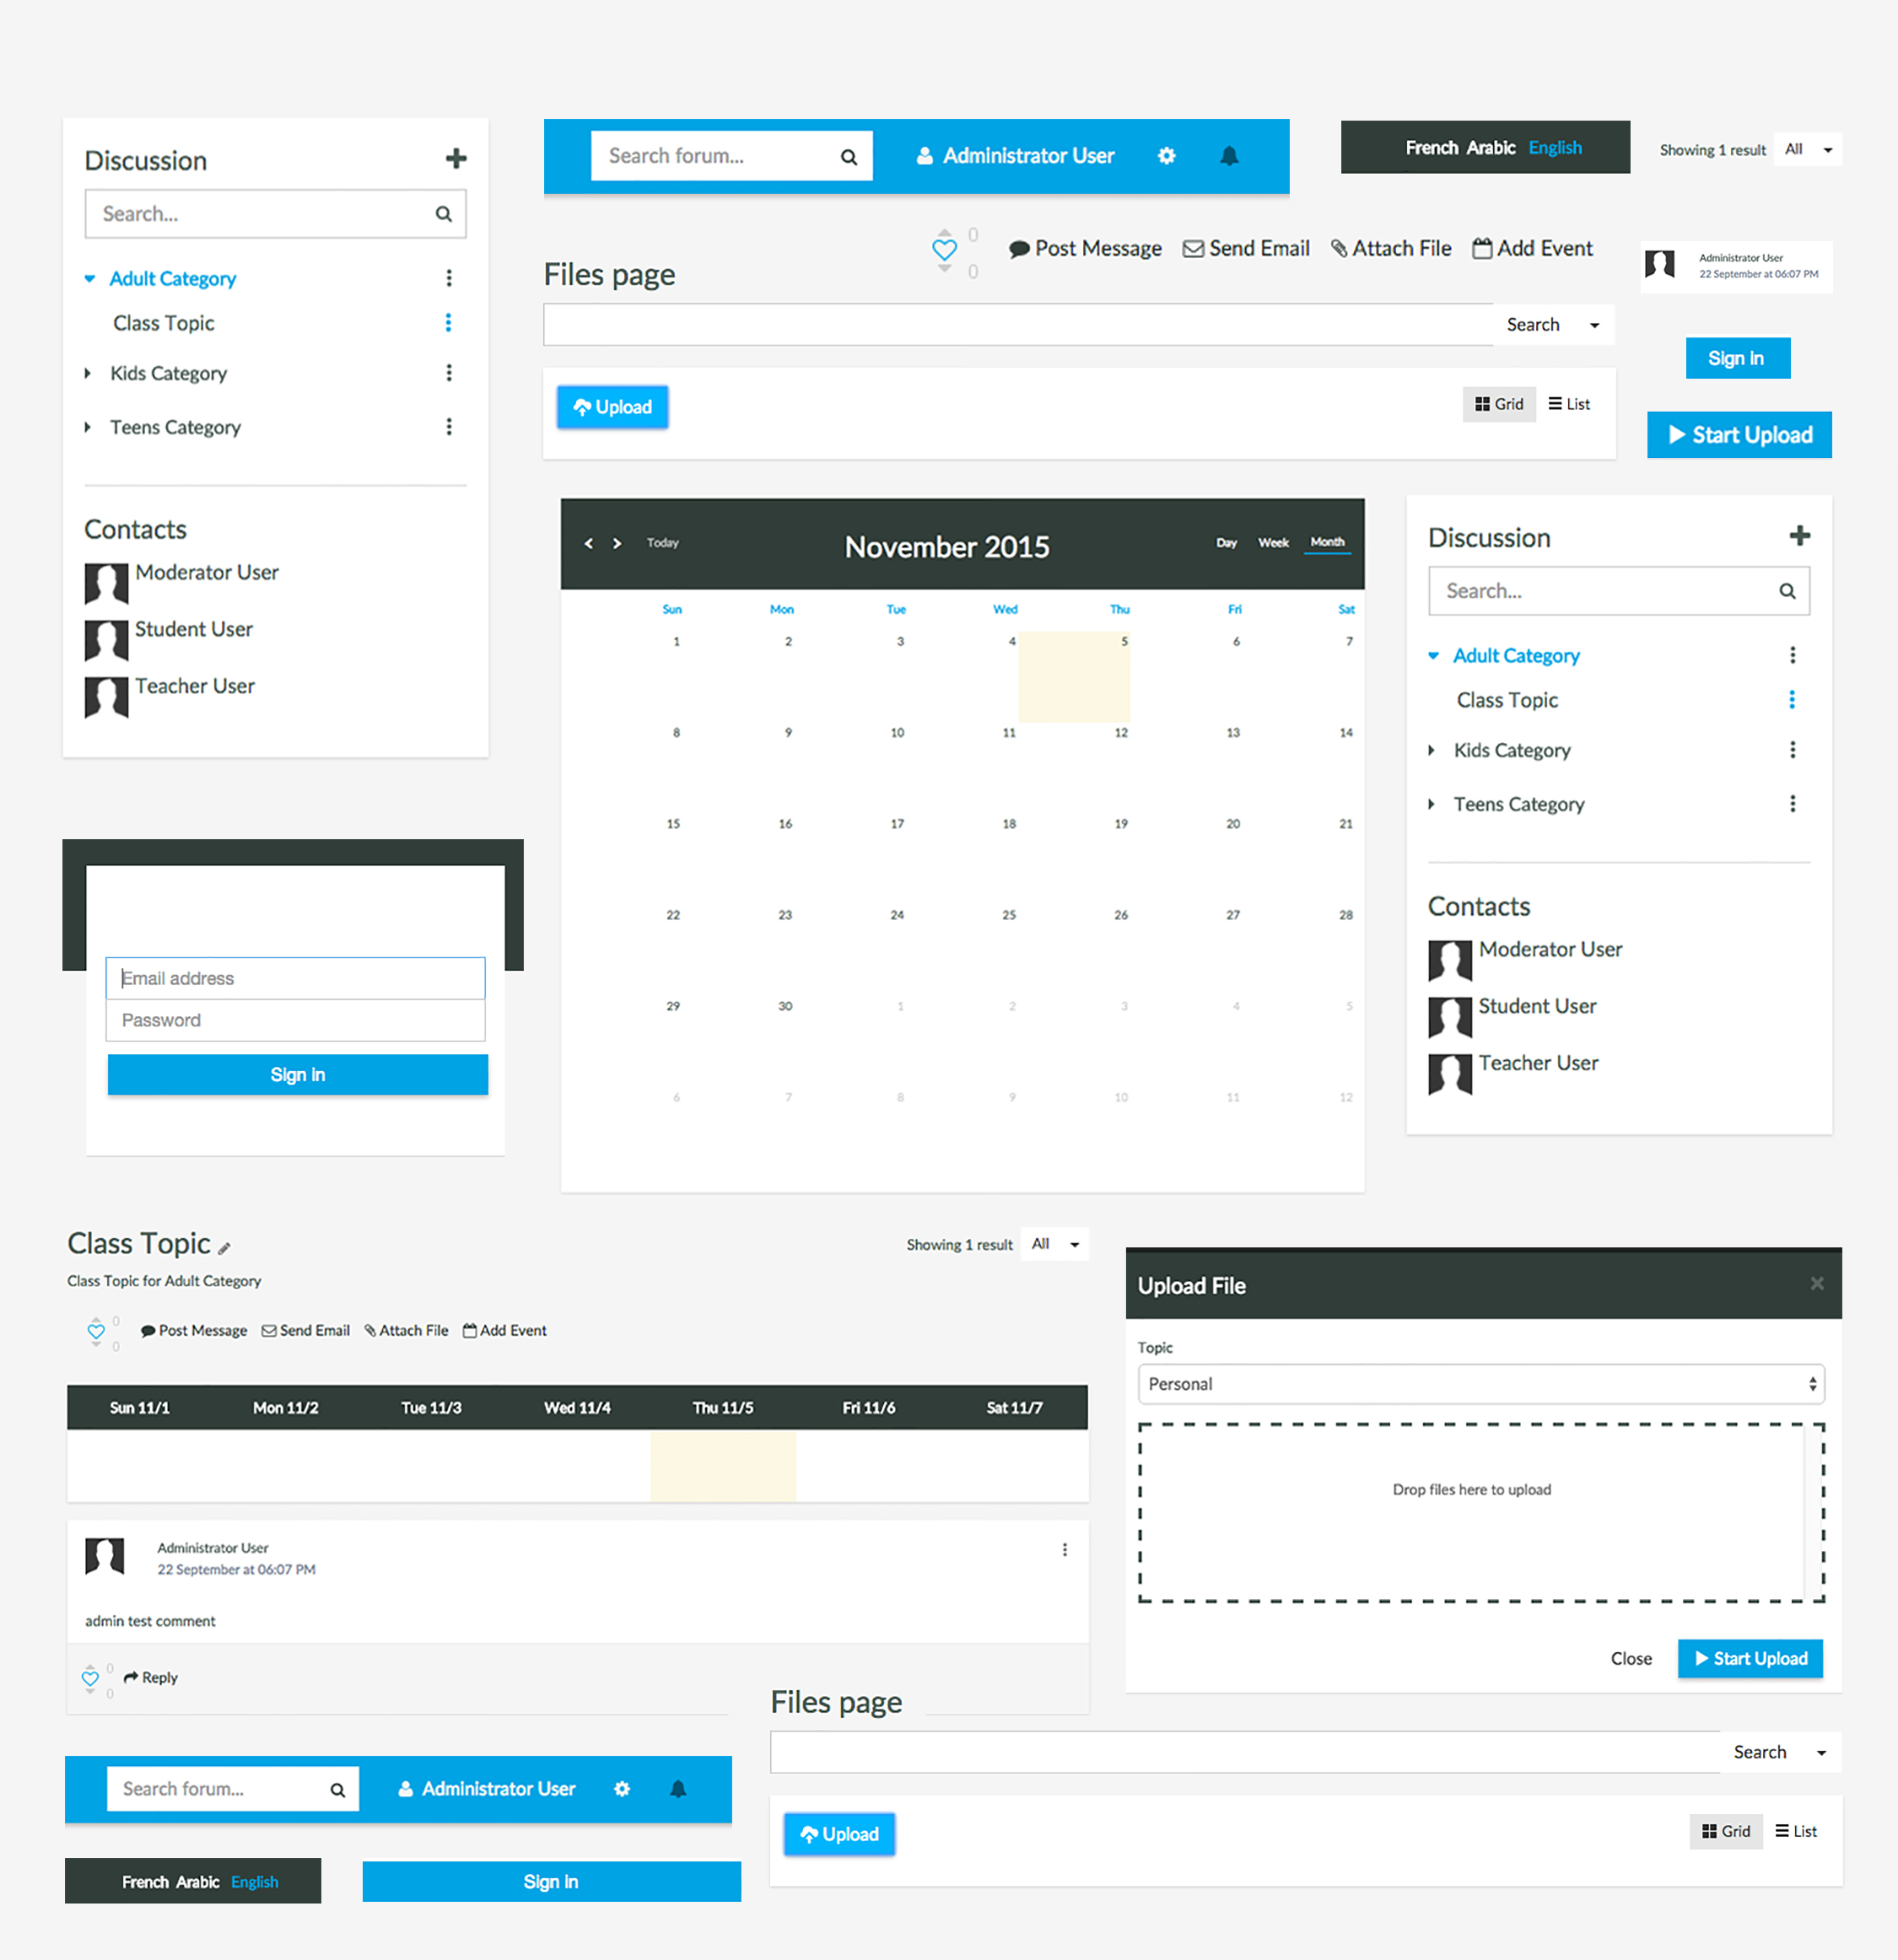 Discussion
Search...
Adult Category
Class Topic
Kids Category
Teens Category
Contacts
Moderator User
Student User
Teacher User
Search forum...
Administrator User
French Arabic English
Showing 1 result All
0
0
Post Message Send Email Attach File Add Event
Administrator User
22 September at 06:07 PM
Files page
Search
Sign in
Upload
Grid List
Start Upload
Today November 2015 Day Week Month
Sun Mon Tue Wed Thu Fri Sat
1 2 3 4 5 6 7
8 9 10 11 12 13 14
15 16 17 18 19 20 21
22 23 24 25 26 27 28
29 30 1 2 3 4 5
6 7 8 9 10 11 12
Discussion
Search...
Adult Category
Class Topic
Kids Category
Teens Category
Contacts
Moderator User
Student User
Teacher User
Email address
Password
Sign in
Class Topic
Showing 1 result All
Class Topic for Adult Category
0
0
Post Message Send Email Attach File Add Event
Sun 11/1 Mon 11/2 Tue 11/3 Wed 11/4 Thu 11/5 Fri 11/6 Sat 11/7
Administrator User
22 September at 06:07 PM
admin test comment
0
0
Reply
Upload File
Topic
Personal
Drop files here to upload
Close Start Upload
Files page
Search
Upload
Grid List
Search forum...
Administrator User
French Arabic English
Sign in